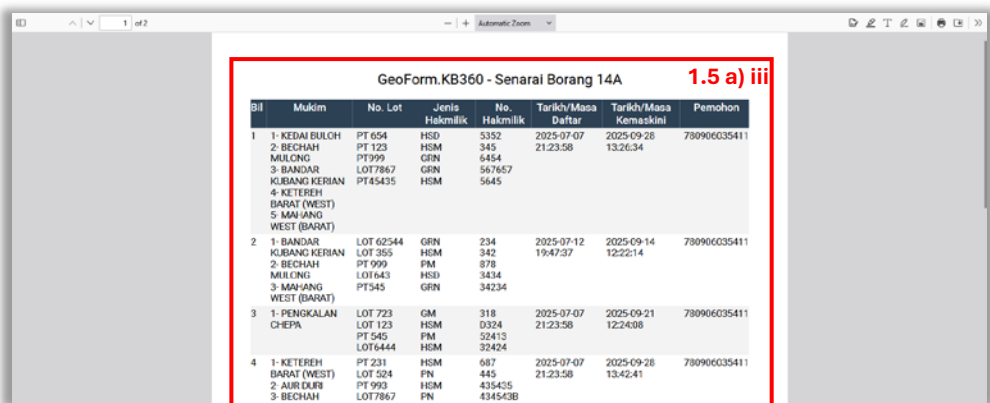 1 of 2
Automatic Zoom
1.5 a) iii
GeoForm.KB360 - Senarai Borang 14A
Bil Mukim No. Lot Jenis Hakmilik No. Hakmilik Tarikh/Masa Daftar Tarikh/Masa Kemaskini Pemohon
1 1- KEDAI BULOH PT 654 HSD 5352 2025-07-07 2025-09-28 780906035411
2- BECHAH PT 123 HSM 345 21:23:58 13:26:34
MULONG PT999 GRN 6454
3- BANDAR LOT7867 GRN 567657
KUBANG KERIAN PT45435 HSM 5645
4- KETEREH
BARAT (WEST)
5- MAHANG
WEST (BARAT)
2 1- BANDAR LOT 62544 GRN 234 2025-07-12 2025-09-14 780906035411
KUBANG KERIAN LOT 355 HSM 342 19:47:37 12:22:14
2- BECHAH PT 999 PM 878
MULONG LOT643 HSD 3434
3- MAHANG PT545 GRN 34234
WEST (BARAT)
3 1- PENGKALAN LOT 723 GM 318 2025-07-07 2025-09-21 780906035411
CHEPA LOT 123 HSM D324 21:23:58 12:24:08
PT 545 PM 52413
LOT6444 HSM 32424
4 1- KETEREH PT 231 HSM 687 2025-07-07 2025-09-28 780906035411
BARAT (WEST) LOT 524 PN 445 21:23:58 13:42:41
2- AUR DURI PT 993 HSM 435435
3- BECHAH LOT7867 PN 434543B